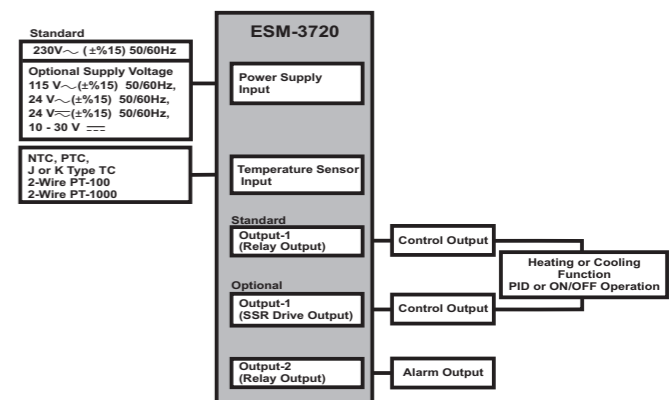 Standard
ESM-3720
230V～ (±%15) 50/60Hz
Optional Supply Voltage
115 V～(±%15) 50/60Hz,
24 V～(±%15) 50/60Hz,
24 V⏦(±%15) 50/60Hz,
10 - 30 V ⎓
Power Supply
Input
NTC, PTC,
J or K Type TC
2-Wire PT-100
2-Wire PT-1000
Temperature Sensor
Input
Standard
Output-1
(Relay Output)
Control Output
Heating or Cooling
Function
PID or ON/OFF Operation
Optional
Output-1
(SSR Drive Output)
Control Output
Output-2
(Relay Output)
Alarm Output